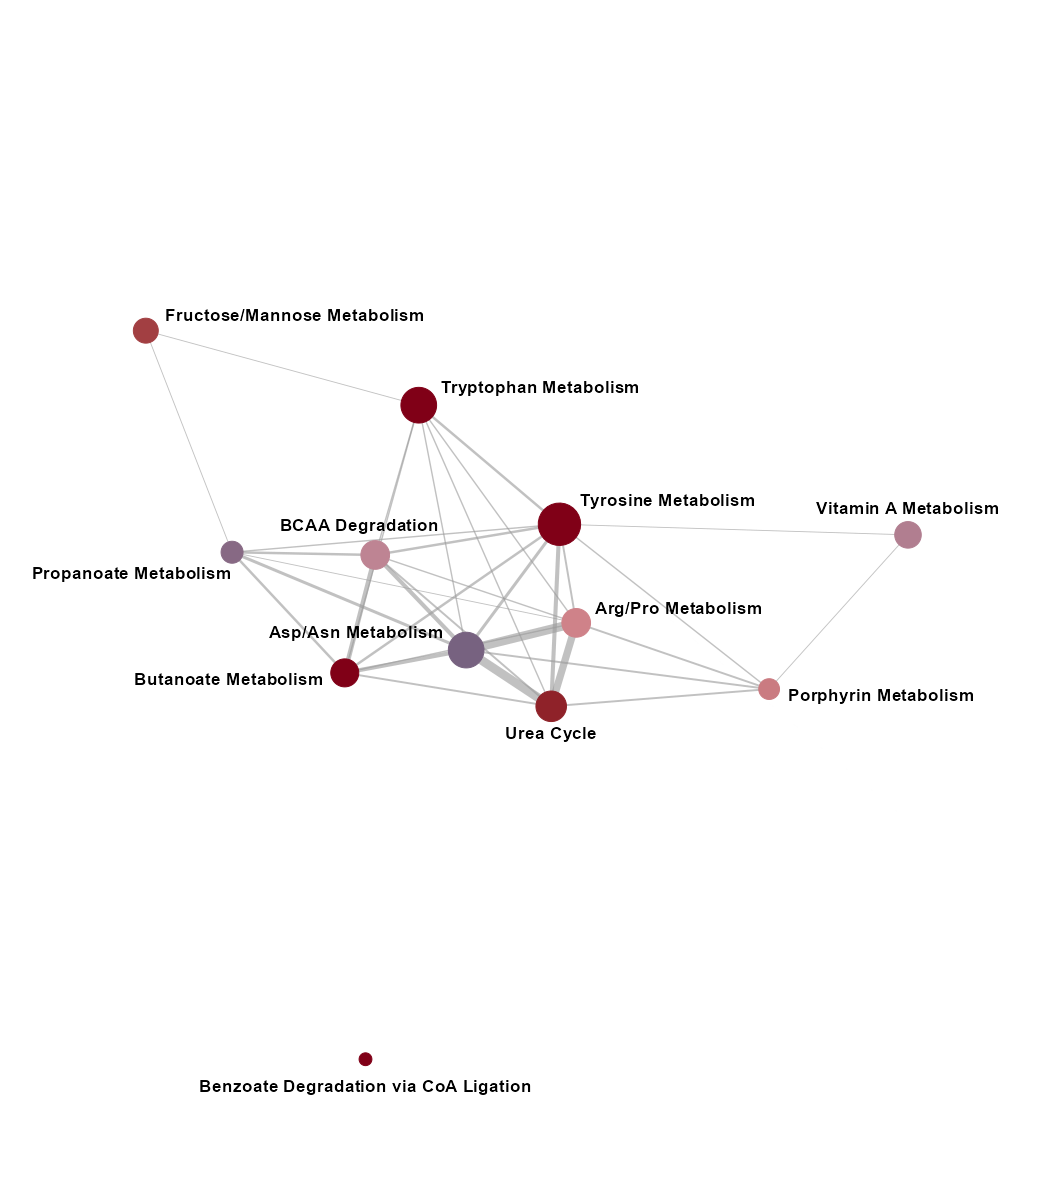 Fructose/Mannose Metabolism
Tryptophan Metabolism
Tyrosine Metabolism
Vitamin A Metabolism
BCAA Degradation
Propanoate Metabolism
Arg/Pro Metabolism
Asp/Asn Metabolism
Butanoate Metabolism
Porphyrin Metabolism
Urea Cycle
Benzoate Degradation via CoA Ligation